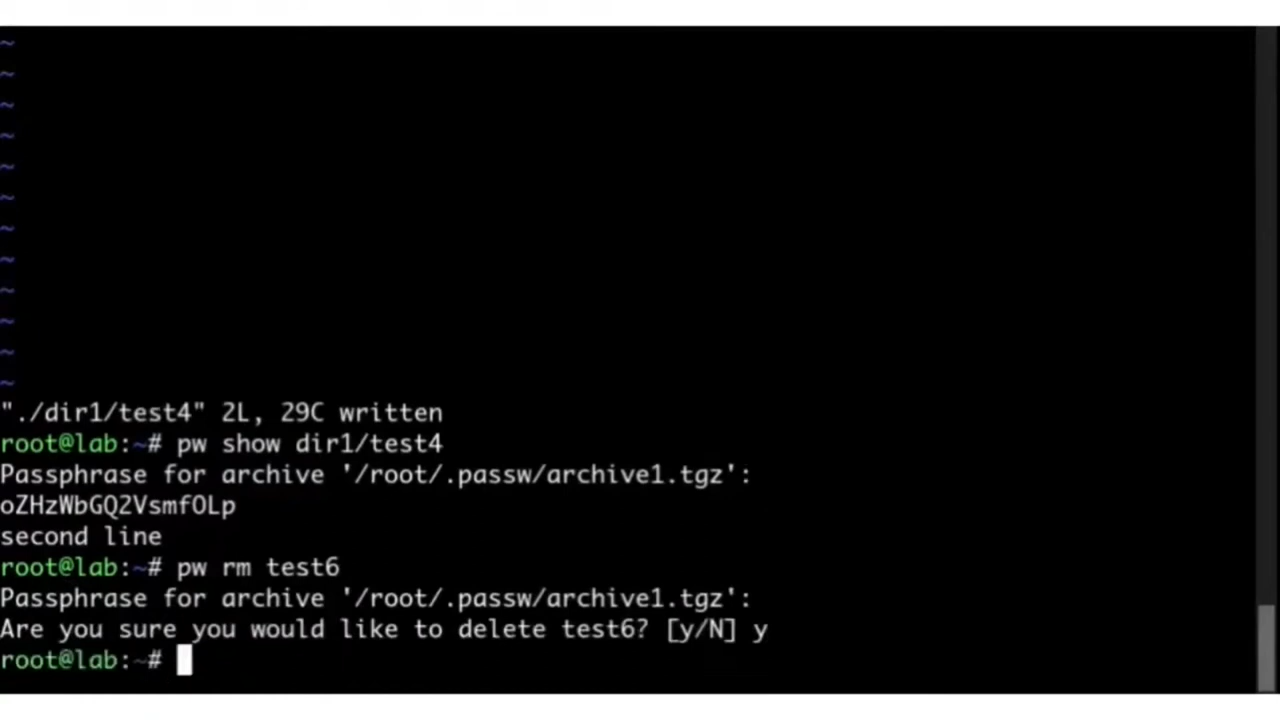 ~
~
~
~
~
~
~
~
~
~
~
~
"./dir1/test4" 2L, 29C written
root@lab:~# pw show dir1/test4
Passphrase for archive '/root/.passw/archive1.tgz':
oZHzWbGQ2VsmfOLp
second line
root@lab:~# pw rm test6
Passphrase for archive '/root/.passw/archive1.tgz':
Are you sure you would like to delete test6? [y/N] y
root@lab:~#